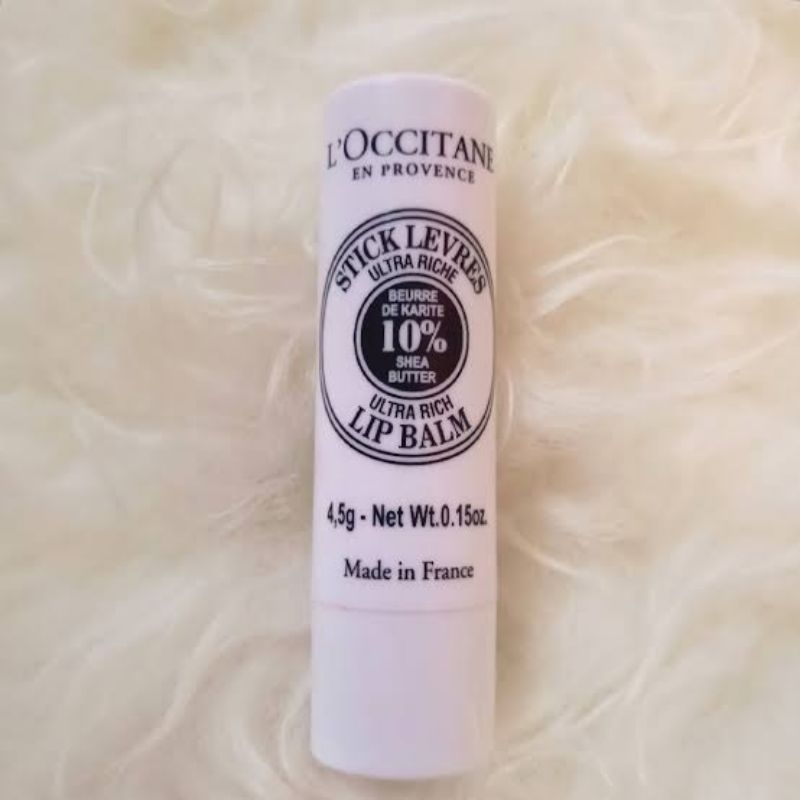 L'OCCITANE
EN PROVENCE
STICK LEVRES
ULTRA RICHE
BEURRE
DE KARITE
10%
SHEA
BUTTER
ULTRA RICH
LIP BALM
4,5g - Net Wt.0.15oz.
Made in France